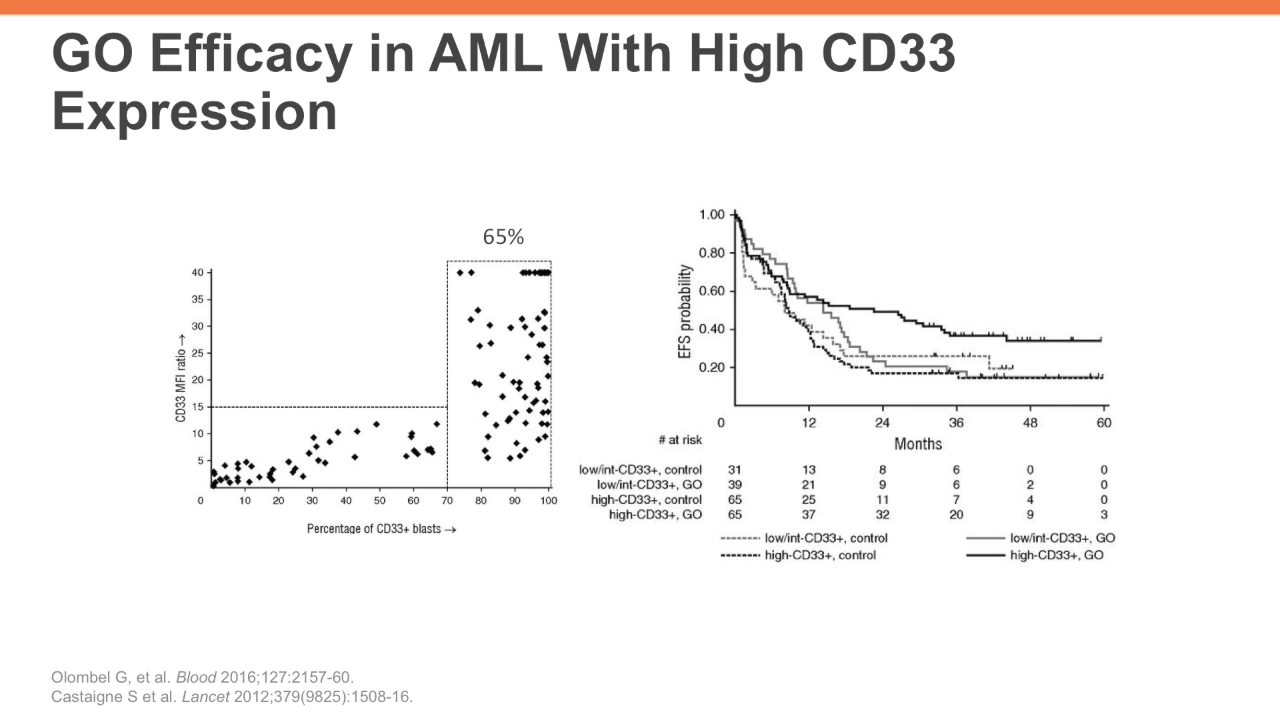 GO Efficacy in AML With High CD33
Expression
65%
40
35
30
25
20
15
10
5
CD33 MFI ratio →
0 10 20 30 40 50 60 70 80 90 100
Percentage of CD33+ blasts →
1.00
0.80
0.60
0.40
0.20
EFS probability
0 12 24 36 48 60
Months
# at risk
low/int-CD33+, control 31 13 8 6 0 0
low/int-CD33+, GO 39 21 9 6 2 0
high-CD33+, control 65 25 11 7 4 0
high-CD33+, GO 65 37 32 20 9 3
low/int-CD33+, control low/int-CD33+, GO
high-CD33+, control high-CD33+, GO
Olombel G, et al. Blood 2016;127:2157-60.
Castaigne S et al. Lancet 2012;379(9825):1508-16.